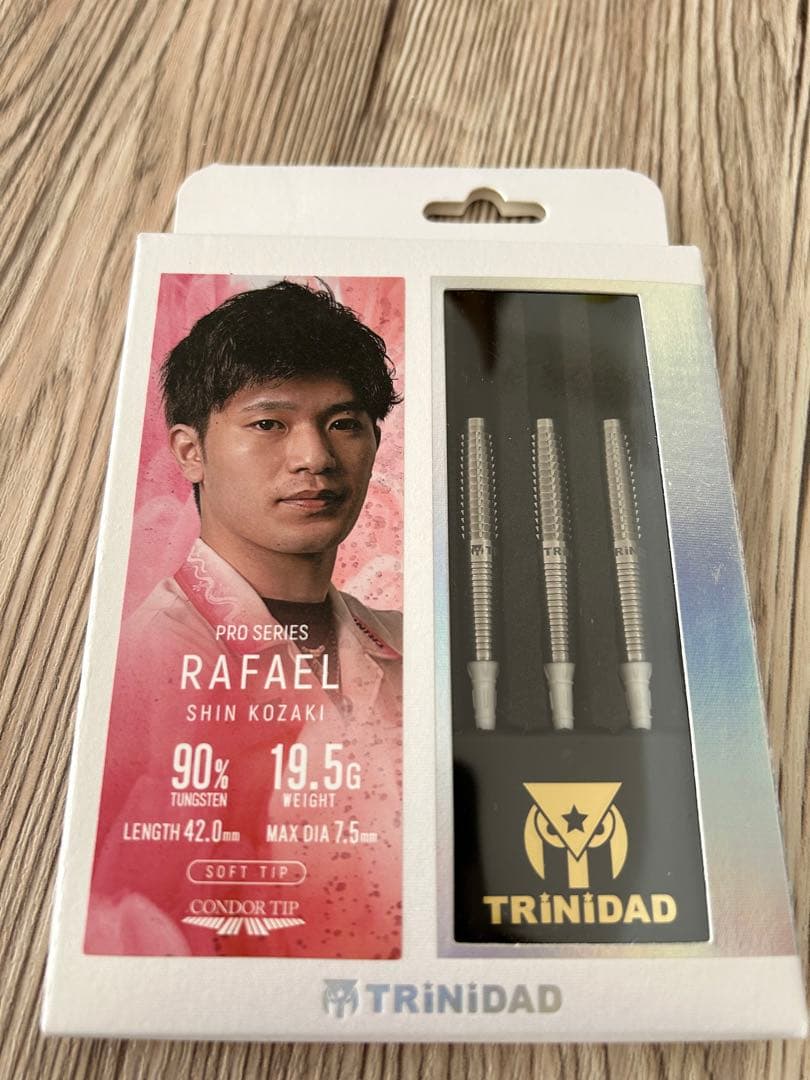 PRO SERIES
RAFAEL
SHIN KOZAKI
90% 19.5G
TUNGSTEN WEIGHT
LENGTH 42.0mm MAX DIA 7.5mm
SOFT TIP
CONDOR TIP
TRiNiDAD
TRiNiDAD